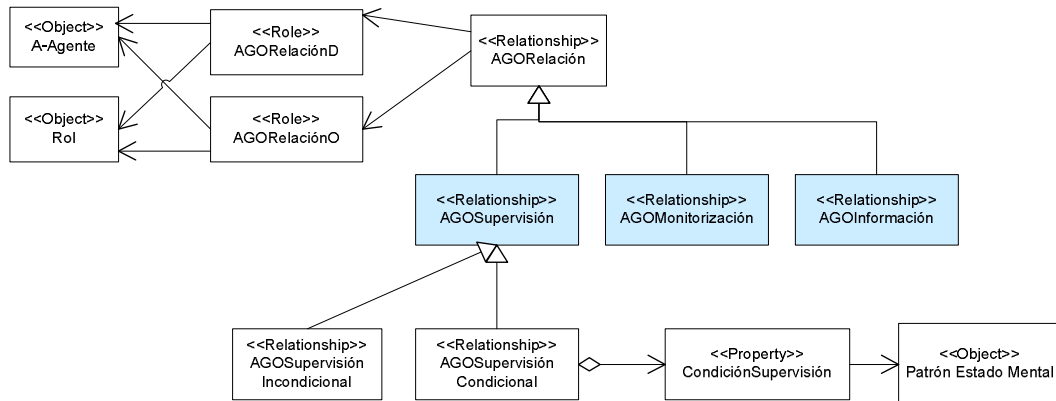 <<Object>>
A-Agente
<<Role>>
AGORelaciónD
<<Relationship>>
AGORelación
<<Object>>
Rol
<<Role>>
AGORelaciónO
<<Relationship>>
AGOSupervisión
<<Relationship>>
AGOMonitorización
<<Relationship>>
AGOInformación
<<Relationship>>
AGOSupervisión
Incondicional
<<Relationship>>
AGOSupervisión
Condicional
<<Property>>
CondiciónSupervisión
<<Object>>
Patrón Estado Mental